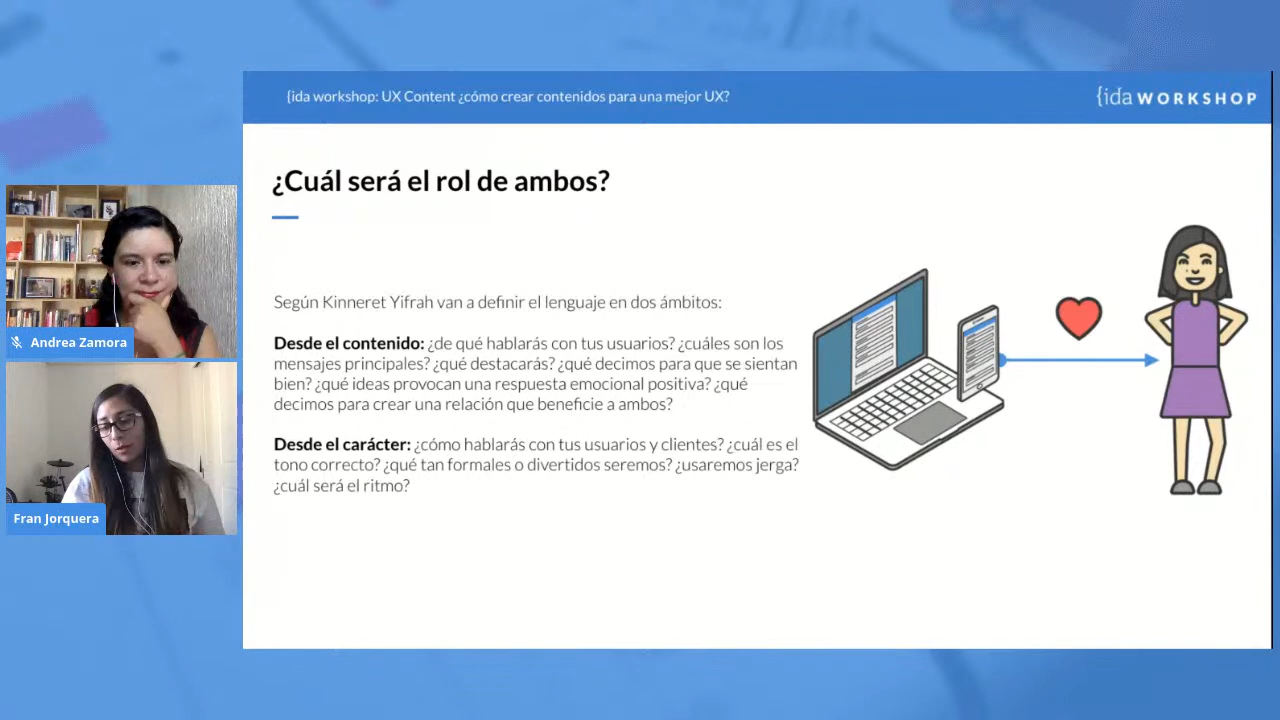 {ida workshop: UX Content ¿cómo crear contenidos para una mejor UX?
{ida WORKSHOP
¿Cuál será el rol de ambos?
Según Kinneret Yifrah van a definir el lenguaje en dos ámbitos:
Desde el contenido: ¿de qué hablarás con tus usuarios? ¿cuáles son los
mensajes principales? ¿qué destacarás? ¿qué decimos para que se sientan
bien? ¿qué ideas provocan una respuesta emocional positiva? ¿qué
decimos para crear una relación que beneficie a ambos?
Desde el carácter: ¿cómo hablarás con tus usuarios y clientes? ¿cuál es el
tono correcto? ¿qué tan formales o divertidos seremos? ¿usaremos jerga?
¿cuál será el ritmo?
Andrea Zamora
Fran Jorquera